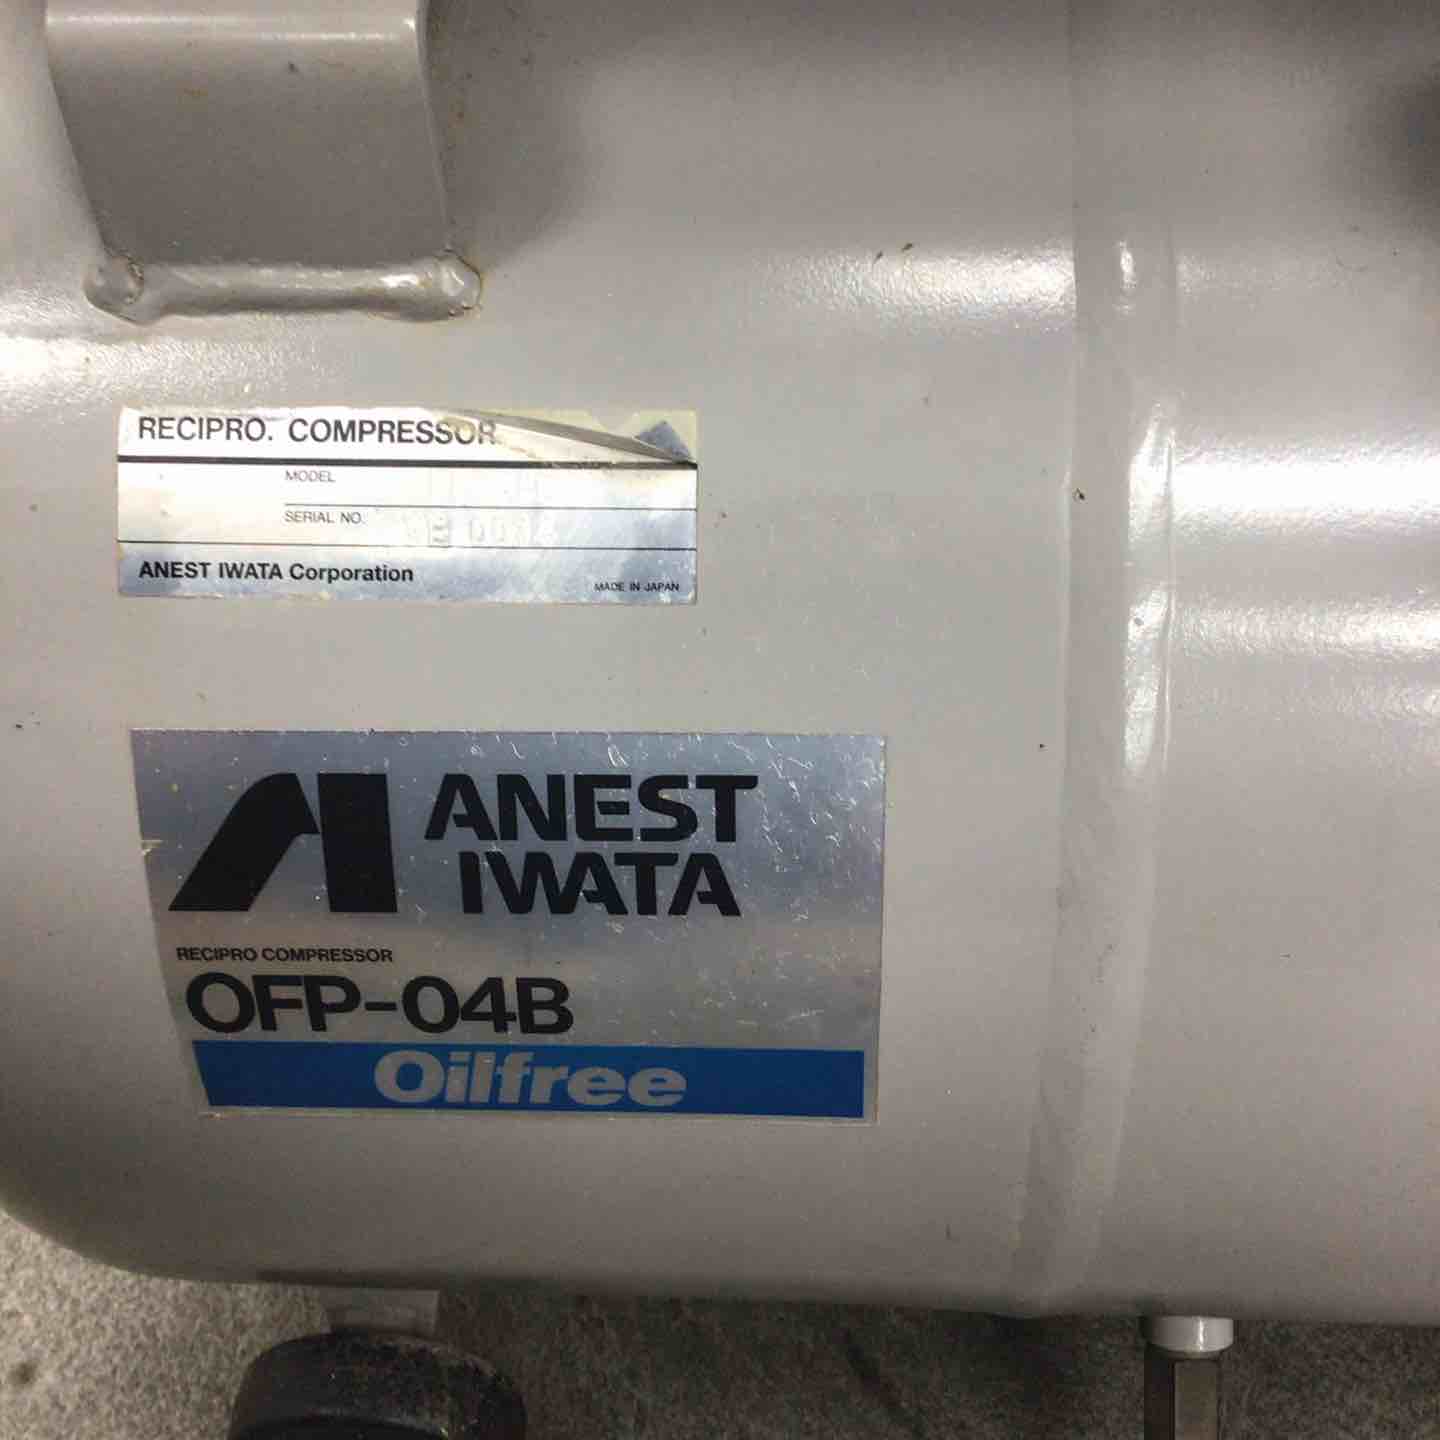 RECIPRO. COMPRESSOR
MODEL
SERIAL NO.
ANEST IWATA Corporation
MADE IN JAPAN
ANEST
IWATA
RECIPRO COMPRESSOR
OFP-04B
Oilfree